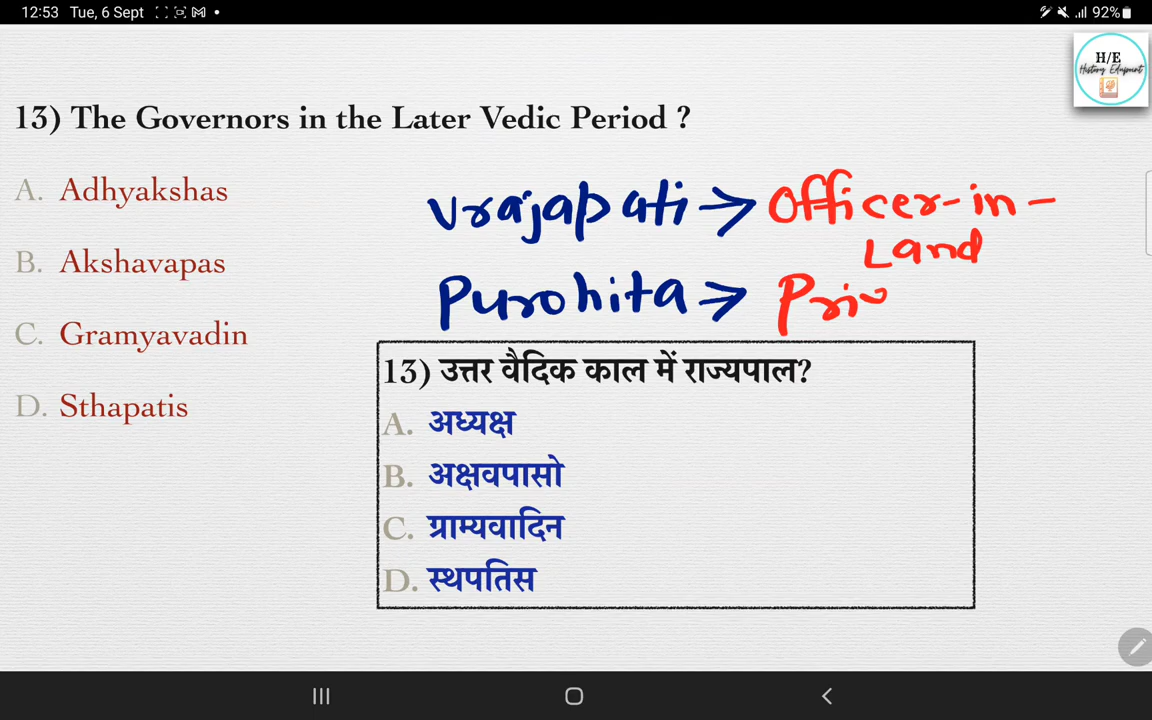 12:53 Tue, 6 Sept
92%
H/E
History Edupoint
13) The Governors in the Later Vedic Period ?
A. Adhyakshas
B. Akshavapas
C. Gramyavadin
D. Sthapatis
Vrajapati → Officer-in-
Land
Purohita → Pri
13) उत्तर वैदिक काल में राज्यपाल?
A. अध्यक्ष
B. अक्षवपासो
C. ग्राम्यवादिन
D. स्थपतिस